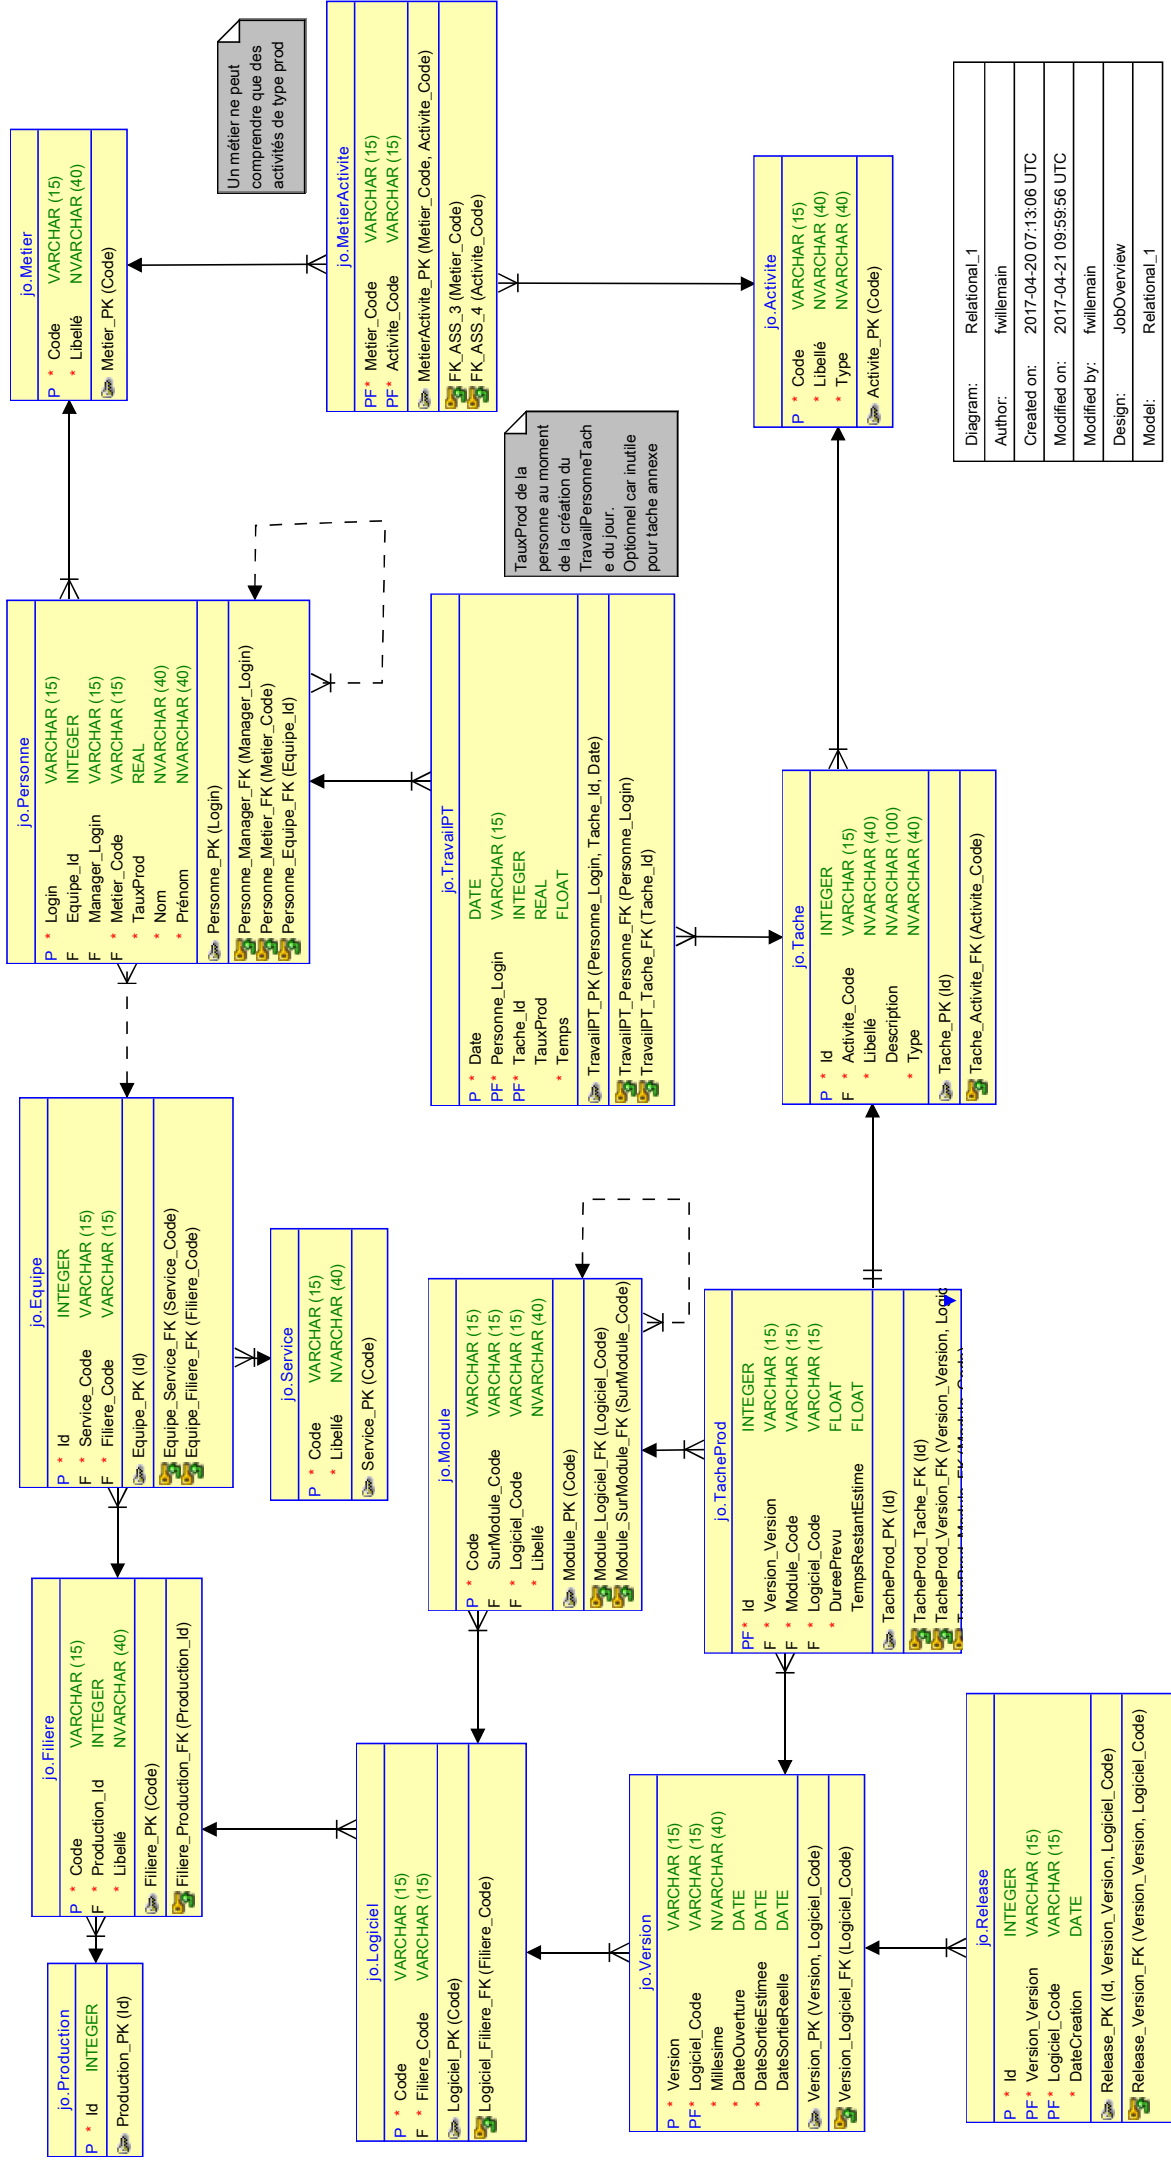 jo.Production
P * Id INTEGER
Production_PK (Id)
jo.Filiere
P * Code VARCHAR (15)
F * Production_Id INTEGER
* Libellé NVARCHAR (40)
Filiere_PK (Code)
Filiere_Production_FK (Production_Id)
jo.Equipe
P * Id INTEGER
F * Service_Code VARCHAR (15)
F * Filiere_Code VARCHAR (15)
Equipe_PK (Id)
Equipe_Service_FK (Service_Code)
Equipe_Filiere_FK (Filiere_Code)
jo.Personne
P * Login VARCHAR (15)
F Equipe_Id INTEGER
F Manager_Login VARCHAR (15)
F * Metier_Code VARCHAR (15)
* TauxProd REAL
* Nom NVARCHAR (40)
* Prénom NVARCHAR (40)
Personne_PK (Login)
Personne_Manager_FK (Manager_Login)
Personne_Metier_FK (Metier_Code)
Personne_Equipe_FK (Equipe_Id)
jo.Metier
P * Code VARCHAR (15)
* Libellé NVARCHAR (40)
Metier_PK (Code)
Un métier ne peut
comprendre que des
activités de type prod
jo.Service
P * Code VARCHAR (15)
* Libellé NVARCHAR (40)
Service_PK (Code)
jo.MetierActivite
PF * Metier_Code VARCHAR (15)
PF * Activite_Code VARCHAR (15)
MetierActivite_PK (Metier_Code, Activite_Code)
FK_ASS_3 (Metier_Code)
FK_ASS_4 (Activite_Code)
jo.Logiciel
P * Code VARCHAR (15)
F * Filiere_Code VARCHAR (15)
Logiciel_PK (Code)
Logiciel_Filiere_FK (Filiere_Code)
jo.Module
P * Code VARCHAR (15)
F SurModule_Code VARCHAR (15)
F * Logiciel_Code VARCHAR (15)
* Libellé NVARCHAR (40)
Module_PK (Code)
Module_Logiciel_FK (Logiciel_Code)
Module_SurModule_FK (SurModule_Code)
jo.TravailPT
P * Date DATE
PF * Personne_Login VARCHAR (15)
PF * Tache_Id INTEGER
TauxProd REAL
* Temps FLOAT
TravailPT_PK (Personne_Login, Tache_Id, Date)
TravailPT_Personne_FK (Personne_Login)
TravailPT_Tache_FK (Tache_Id)
TauxProd de la
personne au moment
de la création du
TravailPersonneTach
e du jour.
Optionnel car inutile
pour tache annexe
jo.Version
P * Version VARCHAR (15)
PF * Logiciel_Code VARCHAR (15)
* Millesime NVARCHAR (40)
* DateOuverture DATE
* DateSortieEstimee DATE
DateSortieReelle DATE
Version_PK (Version, Logiciel_Code)
Version_Logiciel_FK (Logiciel_Code)
jo.TacheProd
PF * Id INTEGER
F * Version_Version VARCHAR (15)
F * Module_Code VARCHAR (15)
F * Logiciel_Code VARCHAR (15)
* DureePrevu FLOAT
TempsRestantEstime FLOAT
TacheProd_PK (Id)
TacheProd_Tache_FK (Id)
TacheProd_Version_FK (Version_Version, Logic
jo.Tache
P * Id INTEGER
F * Activite_Code VARCHAR (15)
* Libellé NVARCHAR (40)
Description NVARCHAR (100)
* Type NVARCHAR (40)
Tache_PK (Id)
Tache_Activite_FK (Activite_Code)
jo.Activite
P * Code VARCHAR (15)
* Libellé NVARCHAR (40)
* Type NVARCHAR (40)
Activite_PK (Code)
jo.Release
P * Id INTEGER
PF * Version_Version VARCHAR (15)
PF * Logiciel_Code VARCHAR (15)
* DateCreation DATE
Release_PK (Id, Version_Version, Logiciel_Code)
Release_Version_FK (Version_Version, Logiciel_Code)
Diagram: Relational_1
Author: fwillemain
Created on: 2017-04-20 07:13:06 UTC
Modified on: 2017-04-21 09:59:56 UTC
Modified by: fwillemain
Design: JobOverview
Model: Relational_1